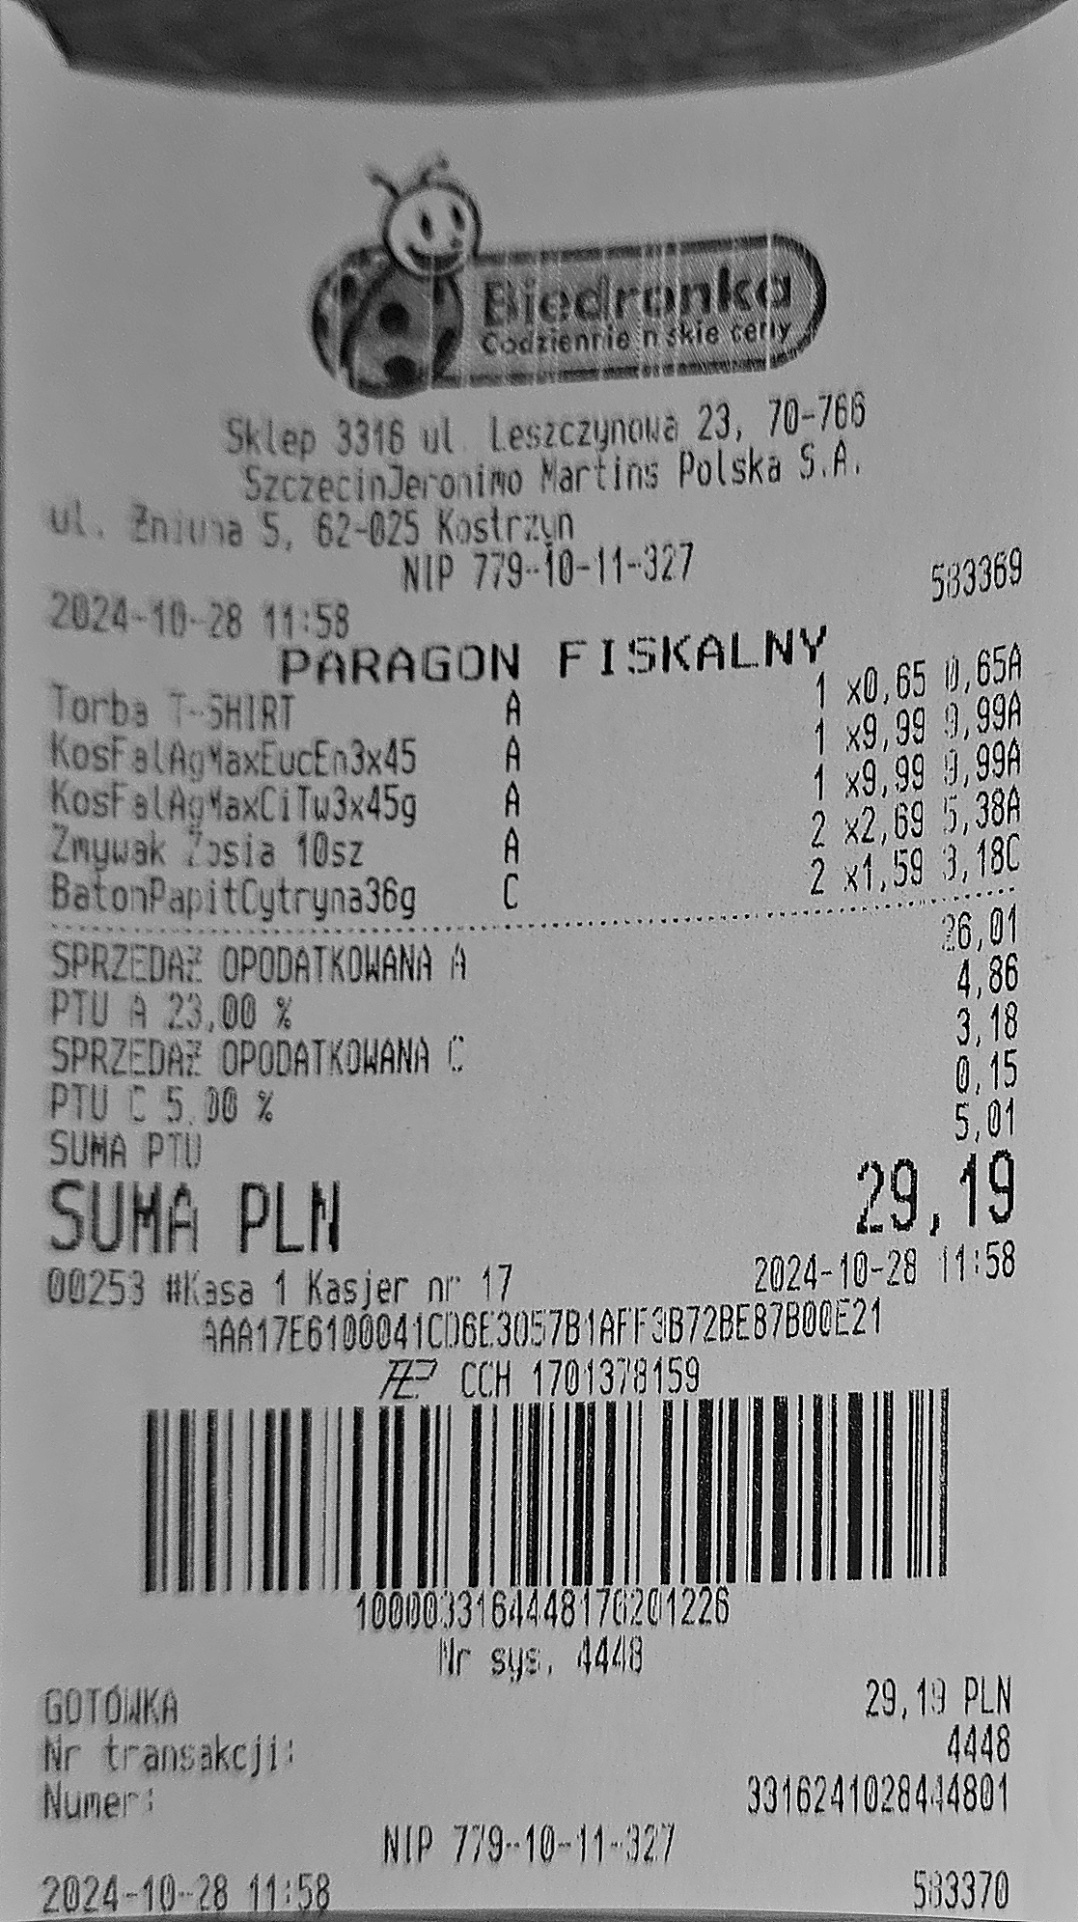 Biedronka
Codziennie niskie ceny
Sklep 3316 ul. Leszczynowa 23, 70-766
SzczecinJeronimo Martins Polska S.A.
ul. Żniwna 5, 62-025 Kostrzyn
NIP 779-10-11-327
2024-10-28 11:58 583369
PARAGON FISKALNY
Torba T-SHIRT A 1 x0,65 0,65A
KosFalAgMaxEucEn3x45 A 1 x9,99 9,99A
KosFalAgMaxCiTw3x45g A 1 x9,99 9,99A
Zmywak Zosia 10sz A 2 x2,69 5,38A
BatonPapitCytryna36g C 2 x1,59 3,18C
SPRZEDAŻ OPODATKOWANA A 26,01
PTU A 23,00 % 4,86
SPRZEDAŻ OPODATKOWANA C 3,18
PTU C 5,00 % 0,15
SUMA PTU 5,01
SUMA PLN 29,19
00253 #Kasa 1 Kasjer nr 17 2024-10-28 11:58
AAA17E6100041CD6E3057B1AFF3B72BE87B00E21
CCH 1701378159
1000033164448176201226
Nr sys. 4448
GOTÓWKA 29,19 PLN
Nr transakcji: 4448
Numer: 3316241028444801
NIP 779-10-11-327
2024-10-28 11:58 583370